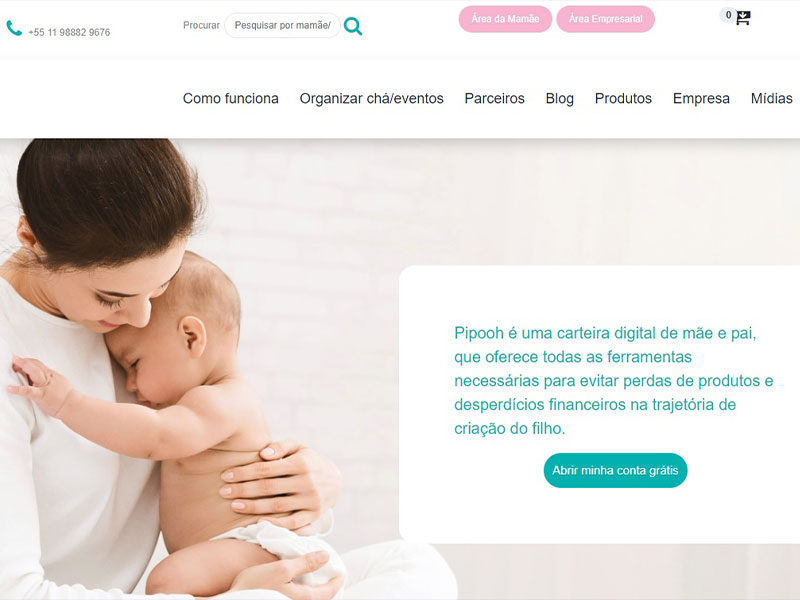 +55 11 98882 9676
Procurar
Pesquisar por mamãe/
Área da Mamãe
Área Empresarial
0
Como funciona
Organizar chá/eventos
Parceiros
Blog
Produtos
Empresa
Mídias
Pipooh é uma carteira digital de mãe e pai,
que oferece todas as ferramentas
necessárias para evitar perdas de produtos e
desperdícios financeiros na trajetória de
criação do filho.
Abrir minha conta grátis